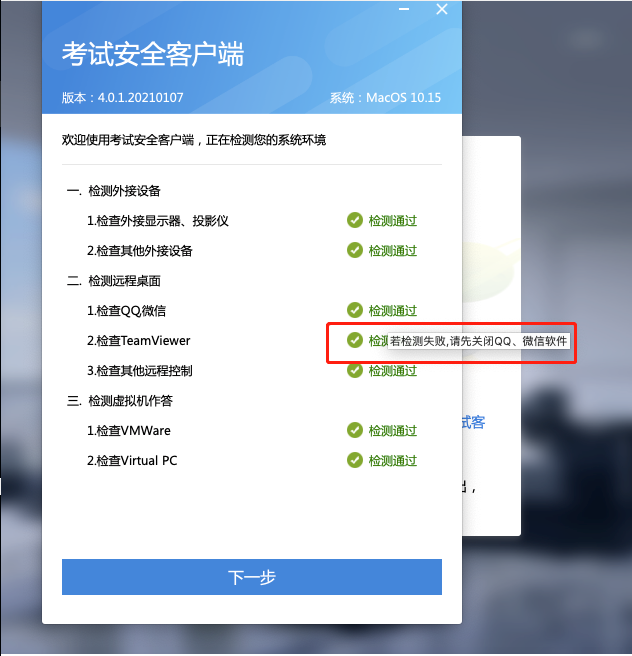 考试安全客户端
版本：4.0.1.20210107 系统：MacOS 10.15
欢迎使用考试安全客户端，正在检测您的系统环境
一. 检测外接设备
1.检查外接显示器、投影仪 检测通过
2.检查其他外接设备 检测通过
二. 检测远程桌面
1.检查QQ,微信 检测通过
2.检查TeamViewer 检 若检测失败,请先关闭QQ、微信软件
3.检查其他远程控制 检测通过
三. 检测虚拟机作答
1.检查VMWare 检测通过
试客
2.检查Virtual PC 检测通过
，
下一步